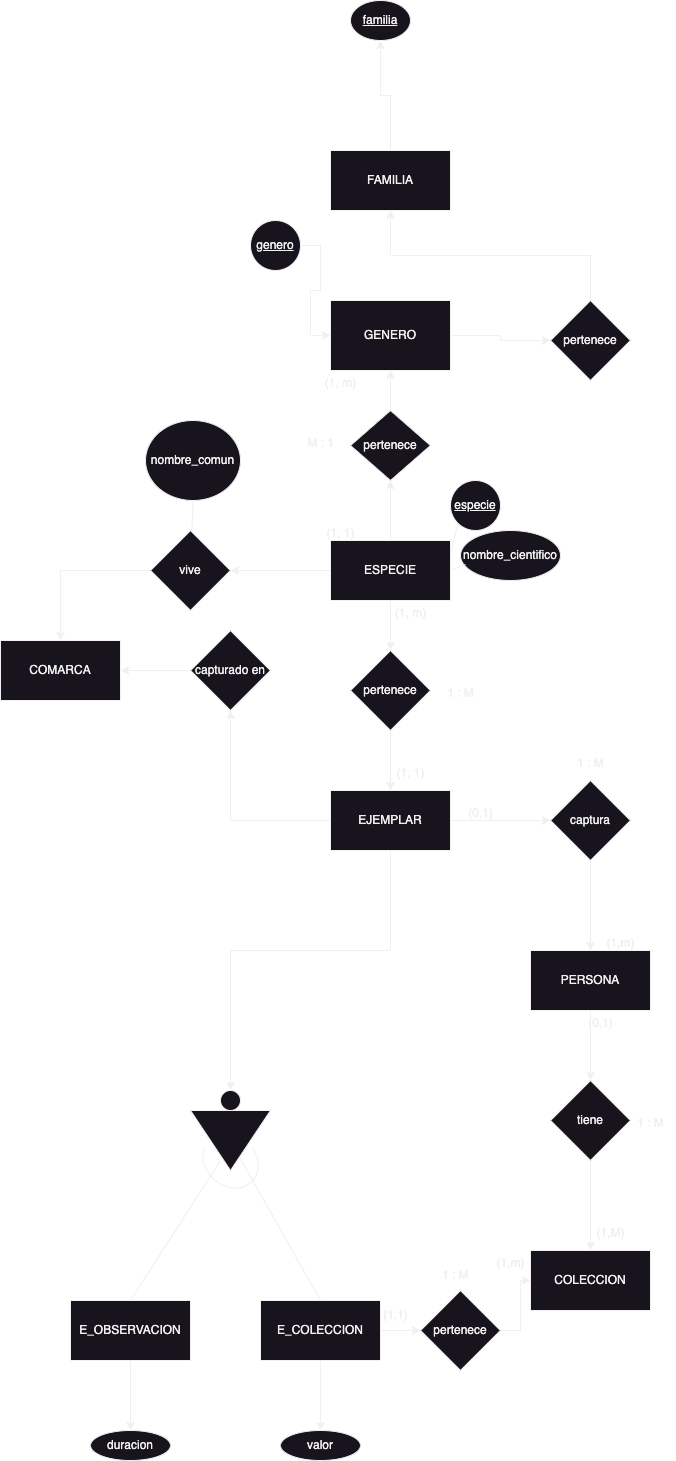 familia
FAMILIA
genero
GENERO
pertenece
(1, m)
M : 1
pertenece
nombre_comun
especie
(1, 1)
nombre_cientifico
vive
ESPECIE
(1, m)
COMARCA
capturado en
pertenece
1 : M
(1, 1)
1 : M
EJEMPLAR
(0,1)
captura
(1,m)
PERSONA
(0,1)
tiene
1 : M
(1,M)
(1,m)
1 : M
COLECCION
E_OBSERVACION
E_COLECCION
(1,1)
pertenece
duracion
valor